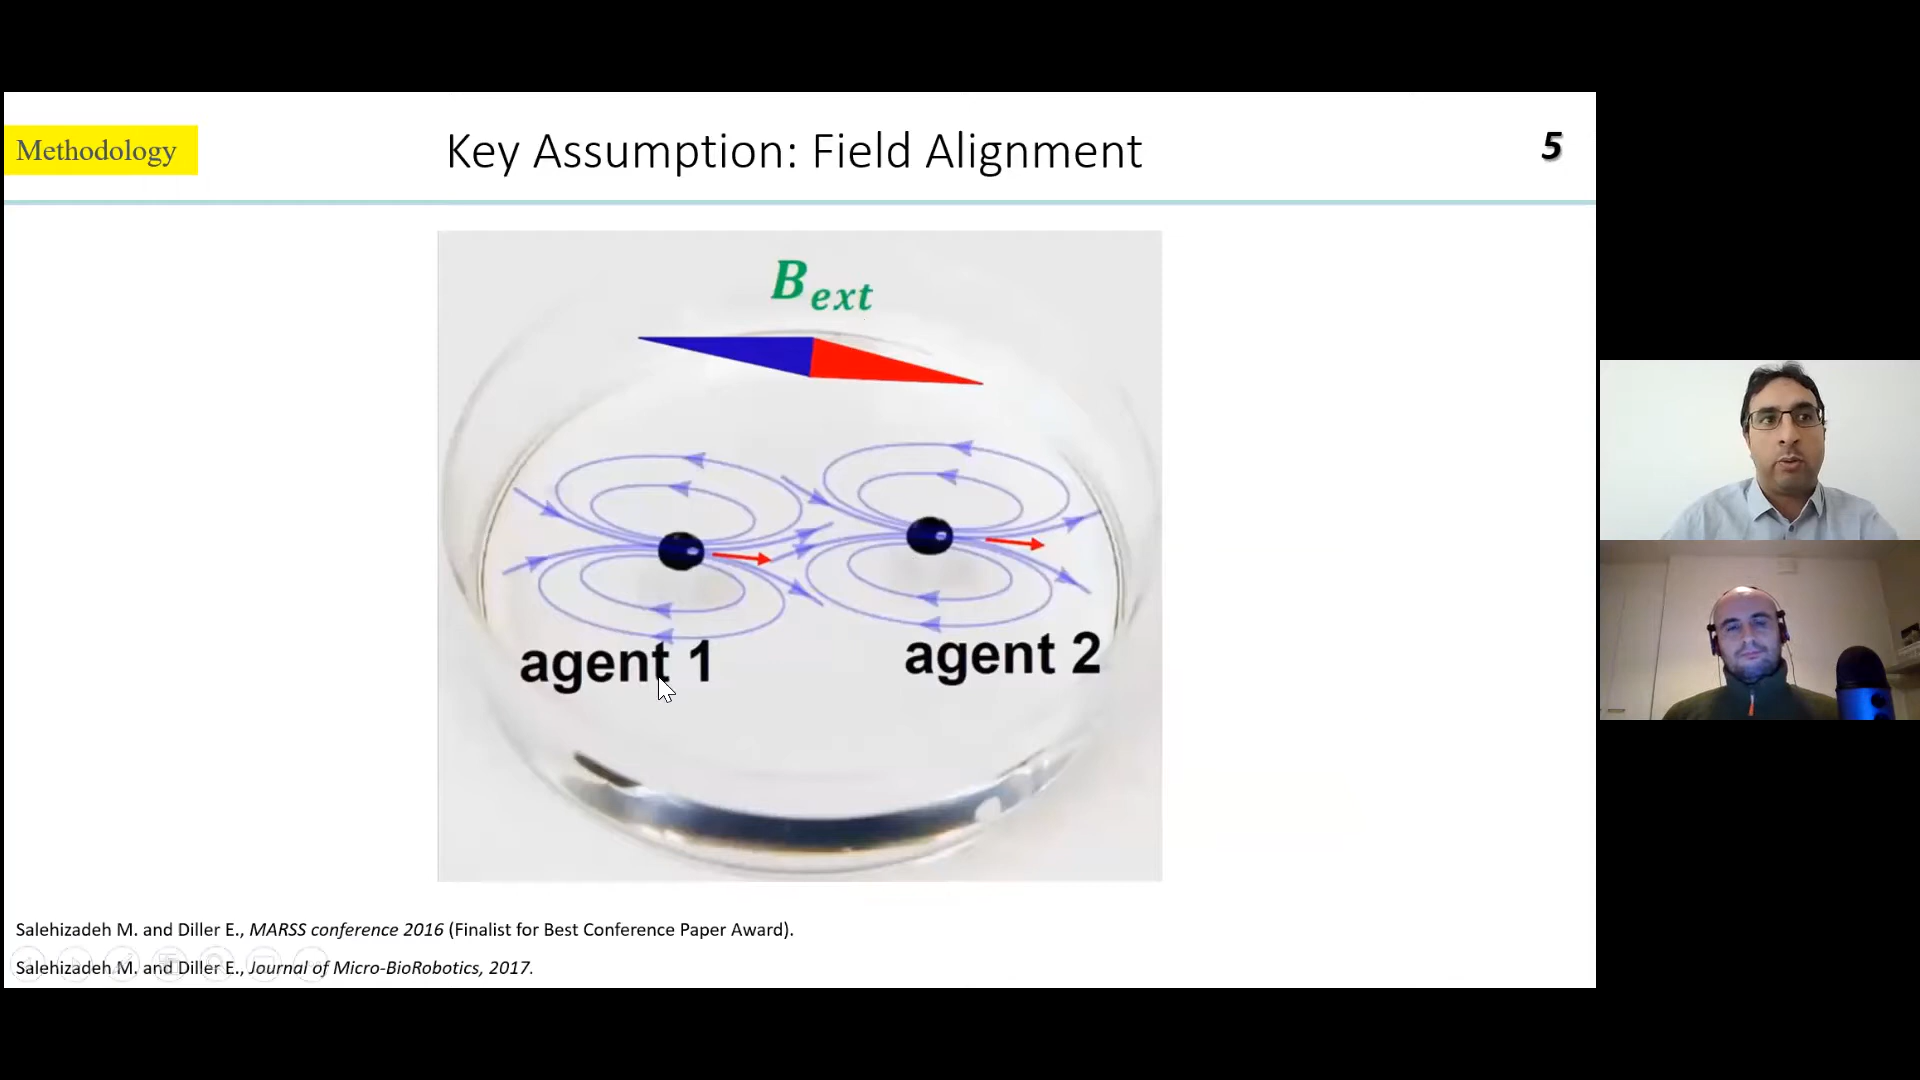 Methodology
Key Assumption: Field Alignment
5
B ext
agent 1
agent 2
Salehizadeh M. and Diller E., MARSS conference 2016 (Finalist for Best Conference Paper Award).
Salehizadeh M. and Diller E., Journal of Micro-BioRobotics, 2017.